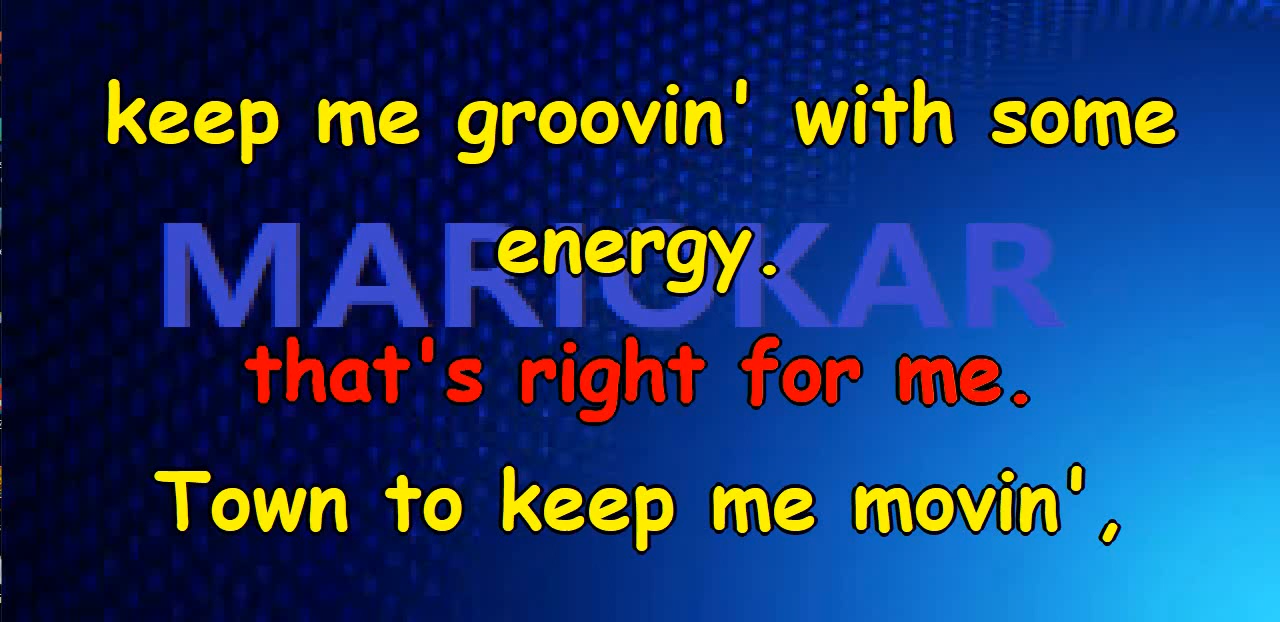 keep me groovin' with some
MARIOKAR
energy.
that's right for me.
Town to keep me movin',